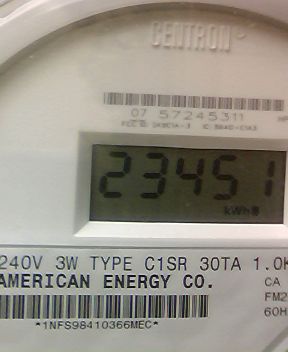 CENTRON®
07 57245311
23451
kWh
240V 3W TYPE C1SR 30TA 1.0K
AMERICAN ENERGY CO.
CA
FM2
60H
*1NFS98410366MEC*